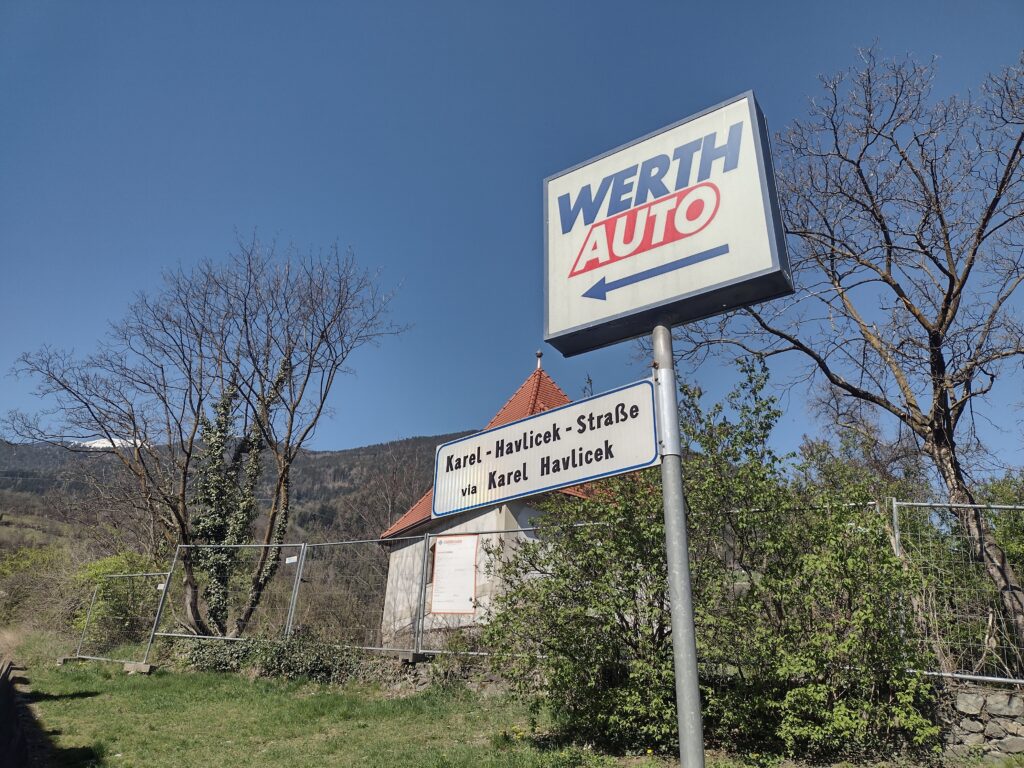 WERTH
AUTO
Karel-Havlicek-Straße
via Karel Havlicek